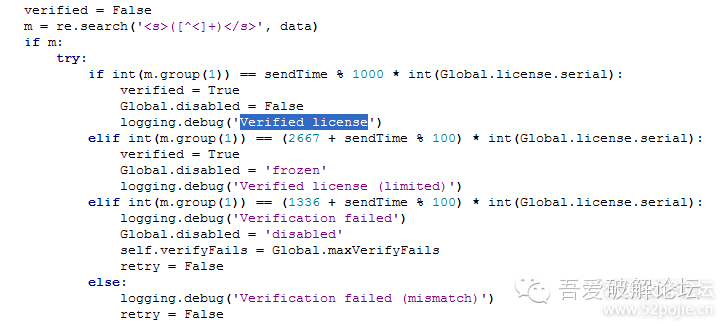 verified = False
m = re.search('<s>([^<]+)</s>', data)
if m:
    try:
        if int(m.group(1)) == sendTime % 1000 * int(Global.license.serial):
            verified = True
            Global.disabled = False
            logging.debug('Verified license')
        elif int(m.group(1)) == (2667 + sendTime % 100) * int(Global.license.serial):
            verified = True
            Global.disabled = 'frozen'
            logging.debug('Verified license (limited)')
        elif int(m.group(1)) == (1336 + sendTime % 100) * int(Global.license.serial):
            logging.debug('Verification failed')
            Global.disabled = 'disabled'
            self.verifyFails = Global.maxVerifyFails
            retry = False
        else:
            logging.debug('Verification failed (mismatch)')
            retry = False
吾爱破解论坛
www.52pojie.cn